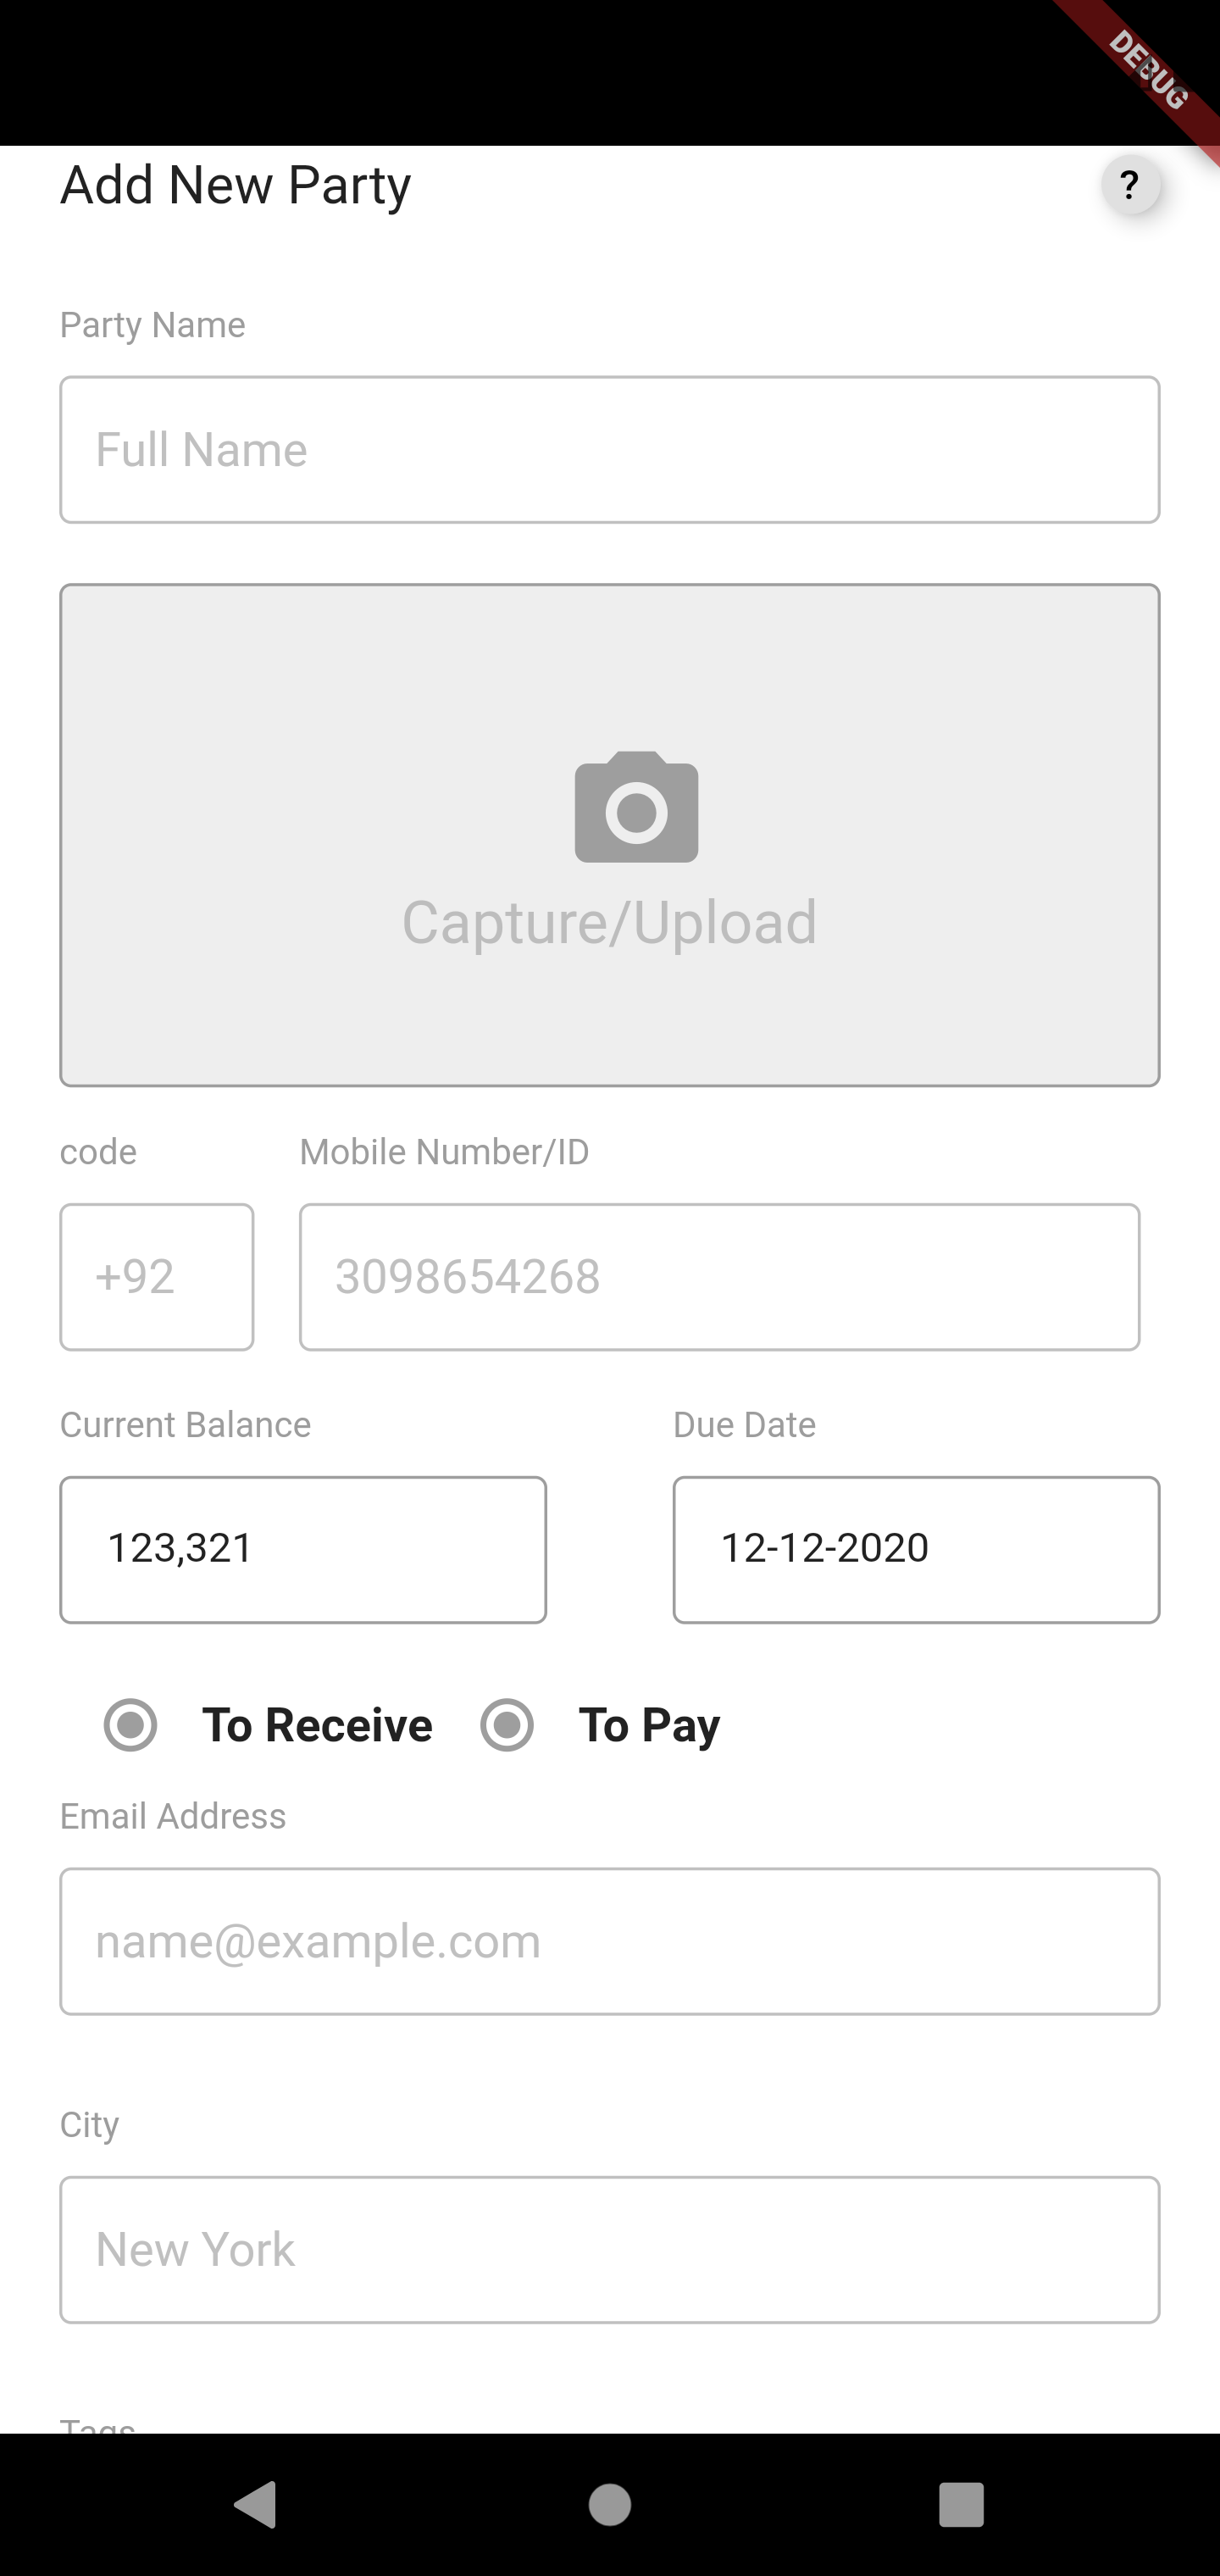 DEBUG
Add New Party
?
Party Name
Full Name
Capture/Upload
code Mobile Number/ID
+92 3098654268
Current Balance Due Date
123,321 12-12-2020
To Receive To Pay
Email Address
name@example.com
City
New York
Tags